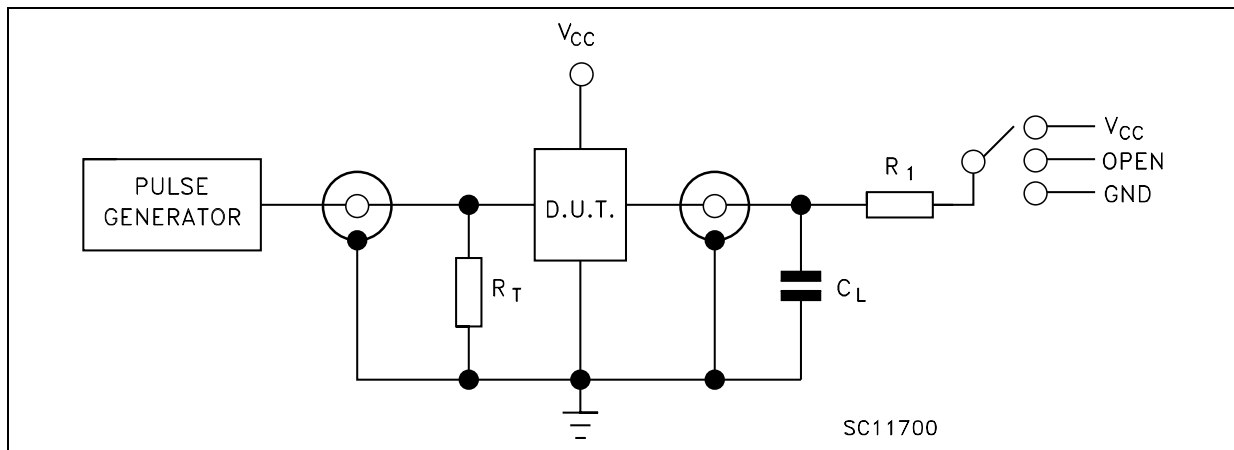 VCC
VCC
OPEN
GND
R1
PULSE
GENERATOR
D.U.T.
RT
CL
SC11700